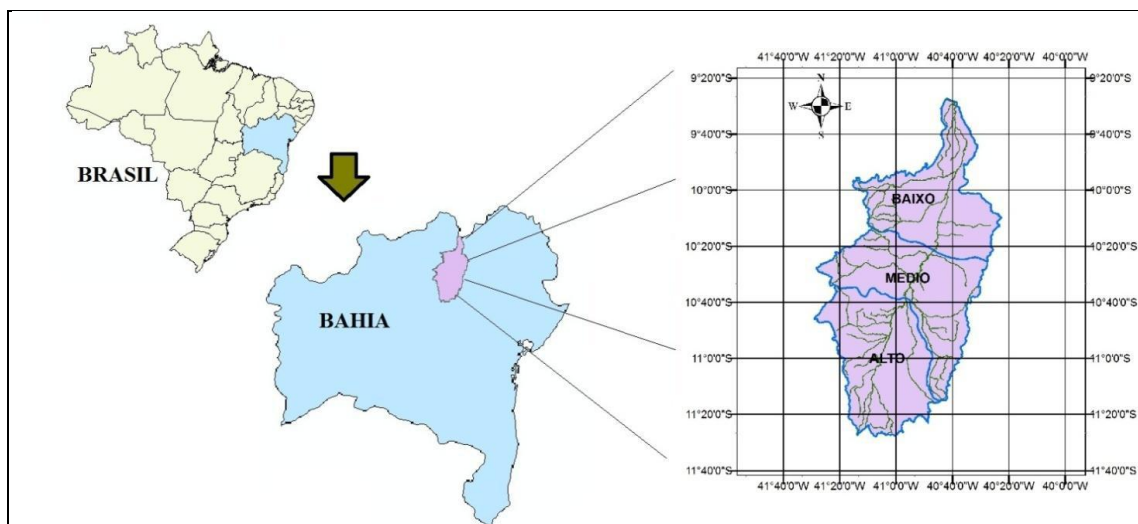 BRASIL
BAHIA
41°40'0"W 41°20'0"W 41°0'0"W 40°40'0"W 40°20'0"W 40°0'0"W
9°20'0"S 9°20'0"S
N
W E
S
9°40'0"S 9°40'0"S
10°0'0"S 10°0'0"S
BAIXO
10°20'0"S 10°20'0"S
MEDIO
10°40'0"S 10°40'0"S
ALTO
11°0'0"S 11°0'0"S
11°20'0"S 11°20'0"S
11°40'0"S 11°40'0"S
41°40'0"W 41°20'0"W 41°0'0"W 40°40'0"W 40°20'0"W 40°0'0"W